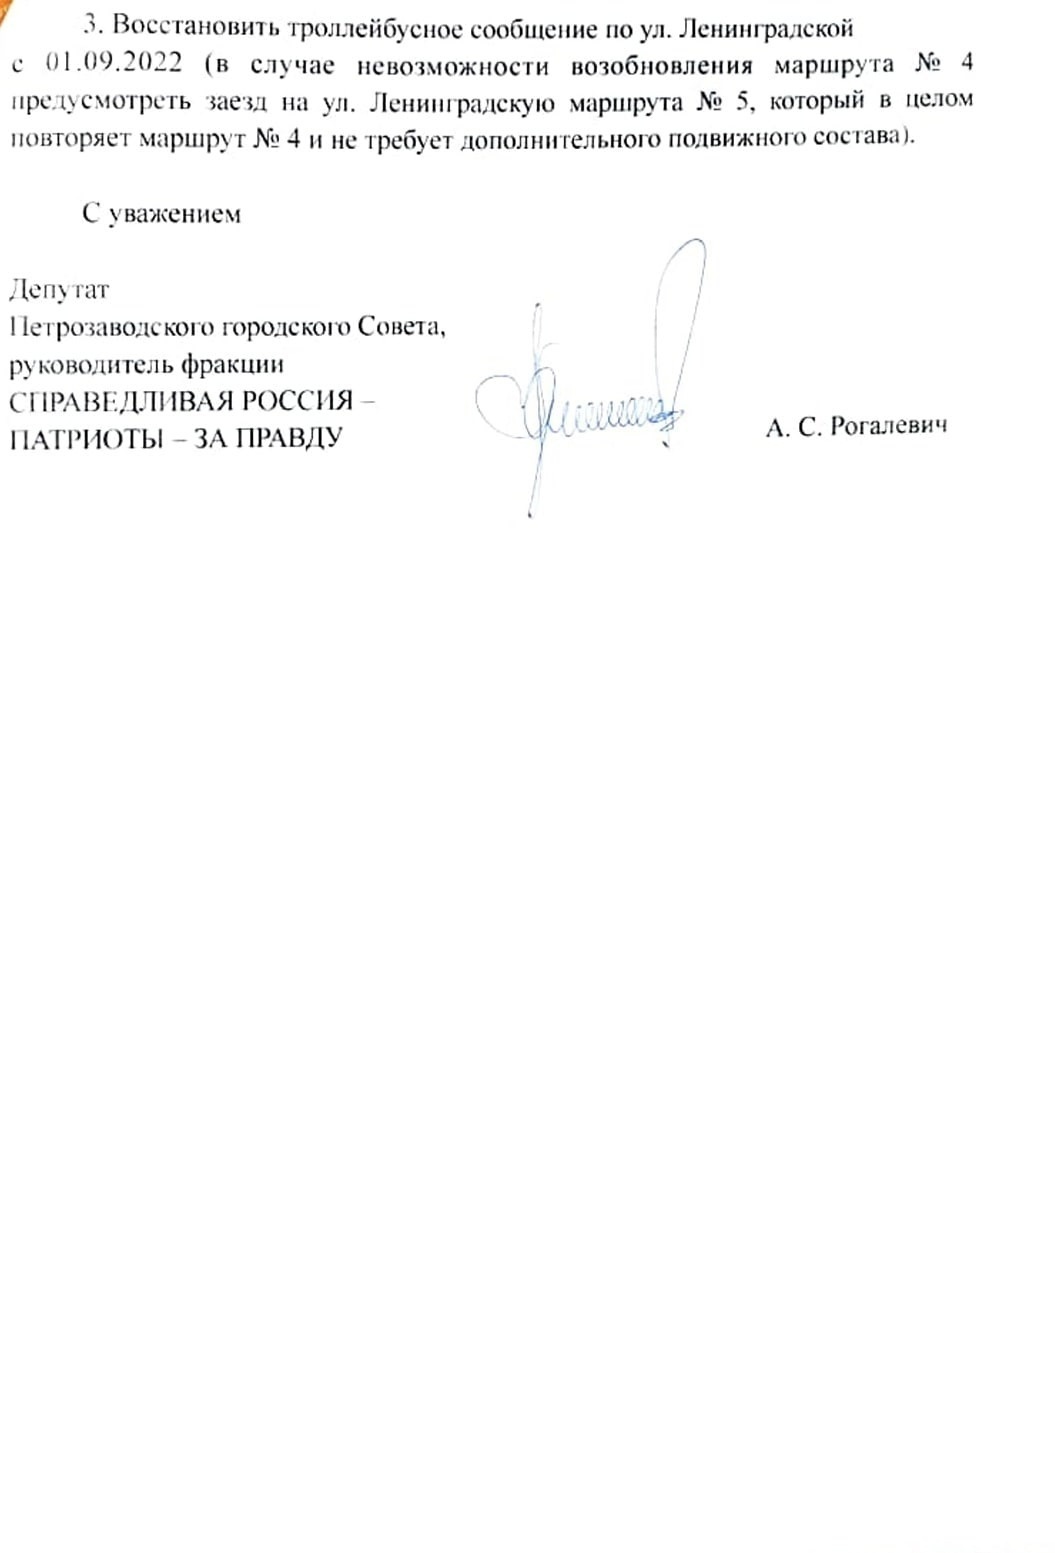 3. Восстановить троллейбусное сообщение по ул. Ленинградской
с 01.09.2022 (в случае невозможности возобновления маршрута № 4
предусмотреть заезд на ул. Ленинградскую маршрута № 5, который в целом
повторяет маршрут № 4 и не требует дополнительного подвижного состава).
С уважением
Депутат
Петрозаводского городского Совета,
руководитель фракции
СПРАВЕДЛИВАЯ РОССИЯ –
ПАТРИОТЫ – ЗА ПРАВДУ
А. С. Рогалевич